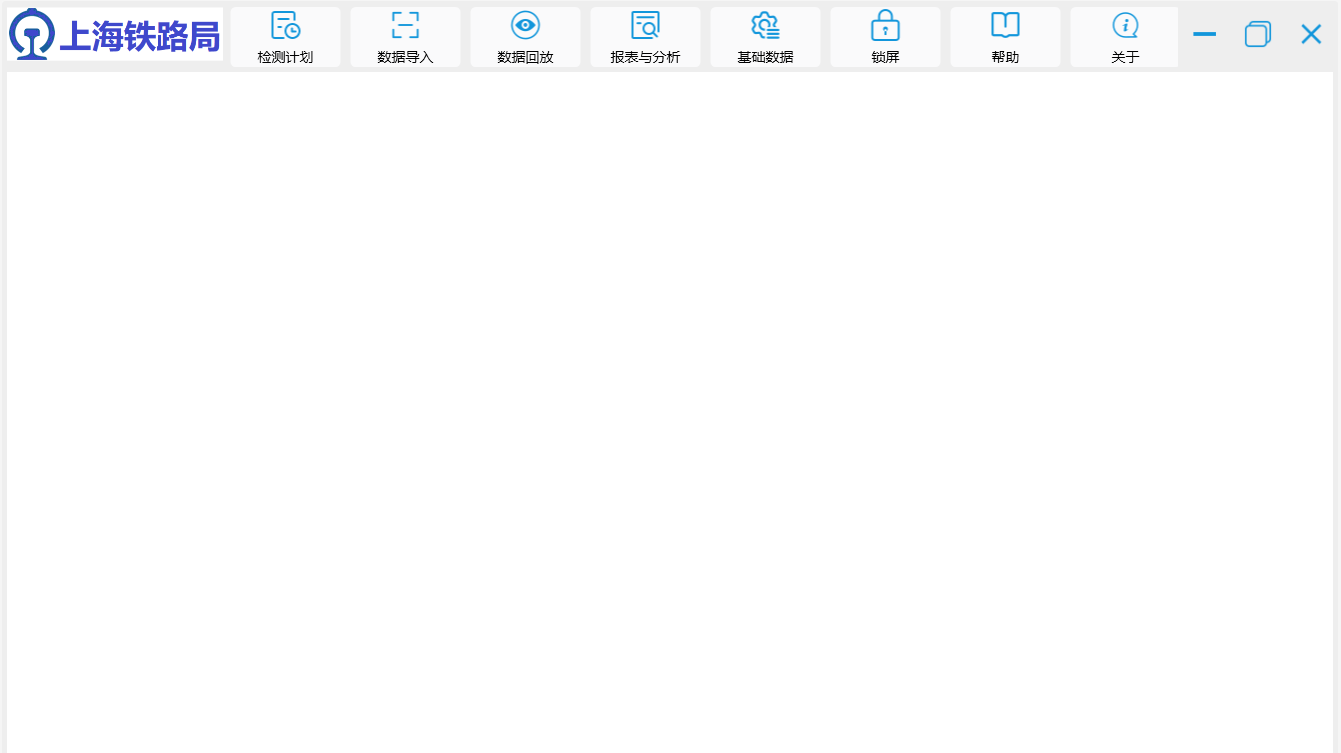 上海铁路局
检测计划
数据导入
数据回放
报表与分析
基础数据
锁屏
帮助
关于